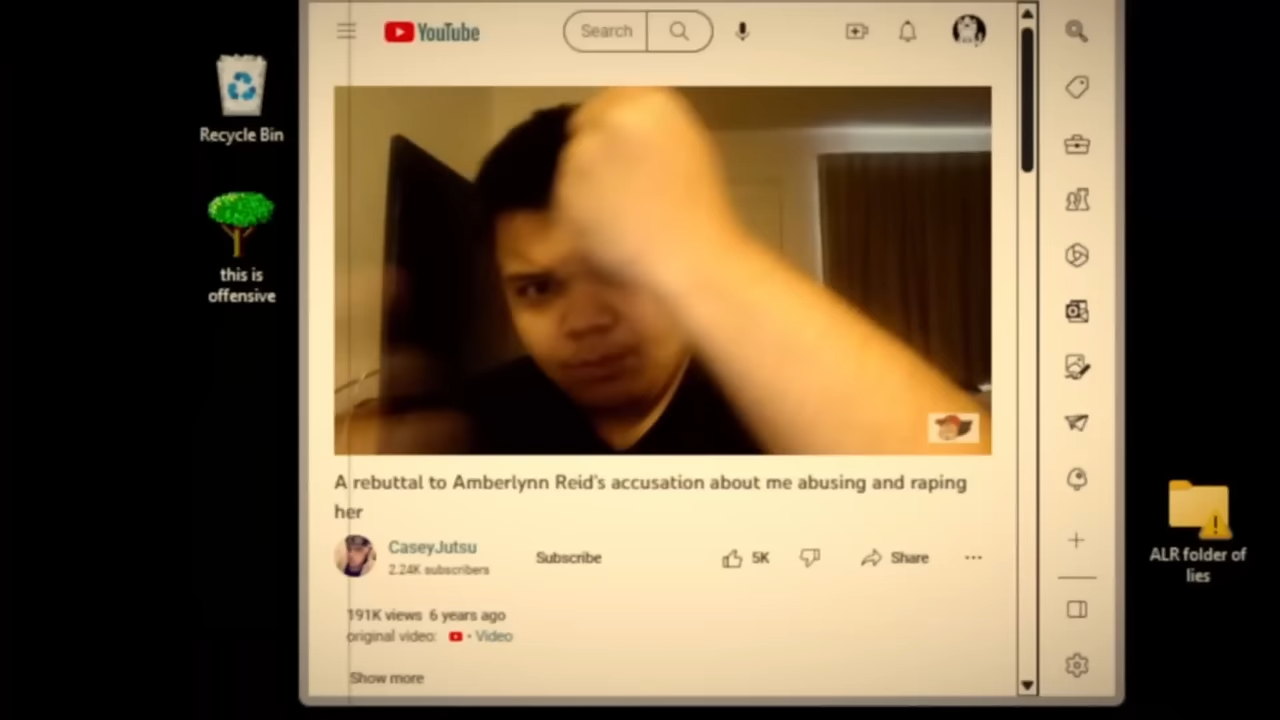 YouTube
Search
Recycle Bin
this is
offensive
A rebuttal to Amberlynn Reid's accusation about me abusing and raping
her
CaseyJutsu
2.24K subscribers
Subscribe
5K
Share
191K views 6 years ago
original video: • Video
Show more
ALR folder of
lies